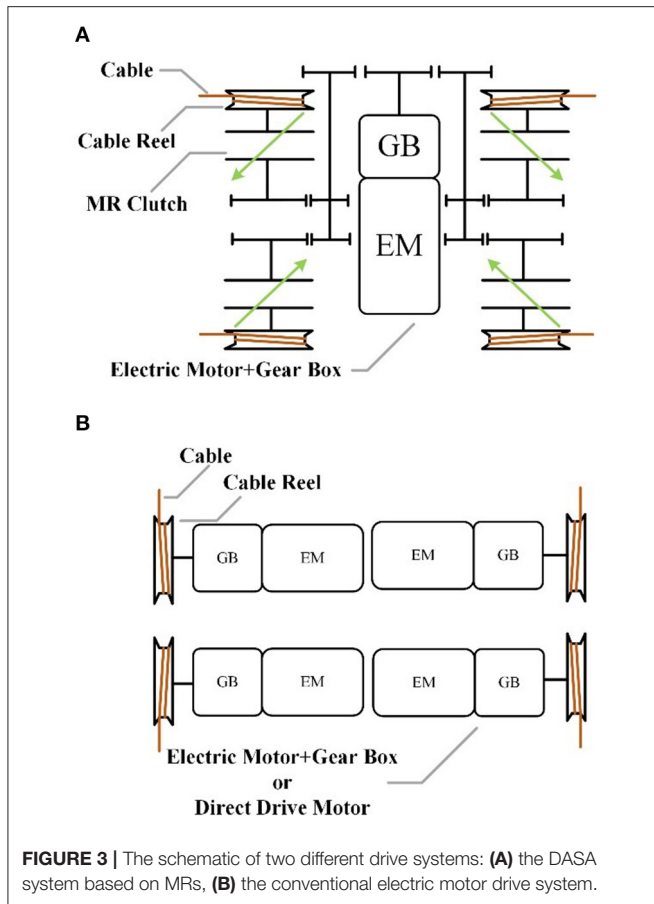 A
Cable
Cable Reel
MR Clutch
GB
EM
Electric Motor+Gear Box
B
Cable
Cable Reel
GB EM EM GB
GB EM EM GB
Electric Motor+Gear Box
or
Direct Drive Motor
FIGURE 3 | The schematic of two different drive systems: (A) the DASA
system based on MRs, (B) the conventional electric motor drive system.